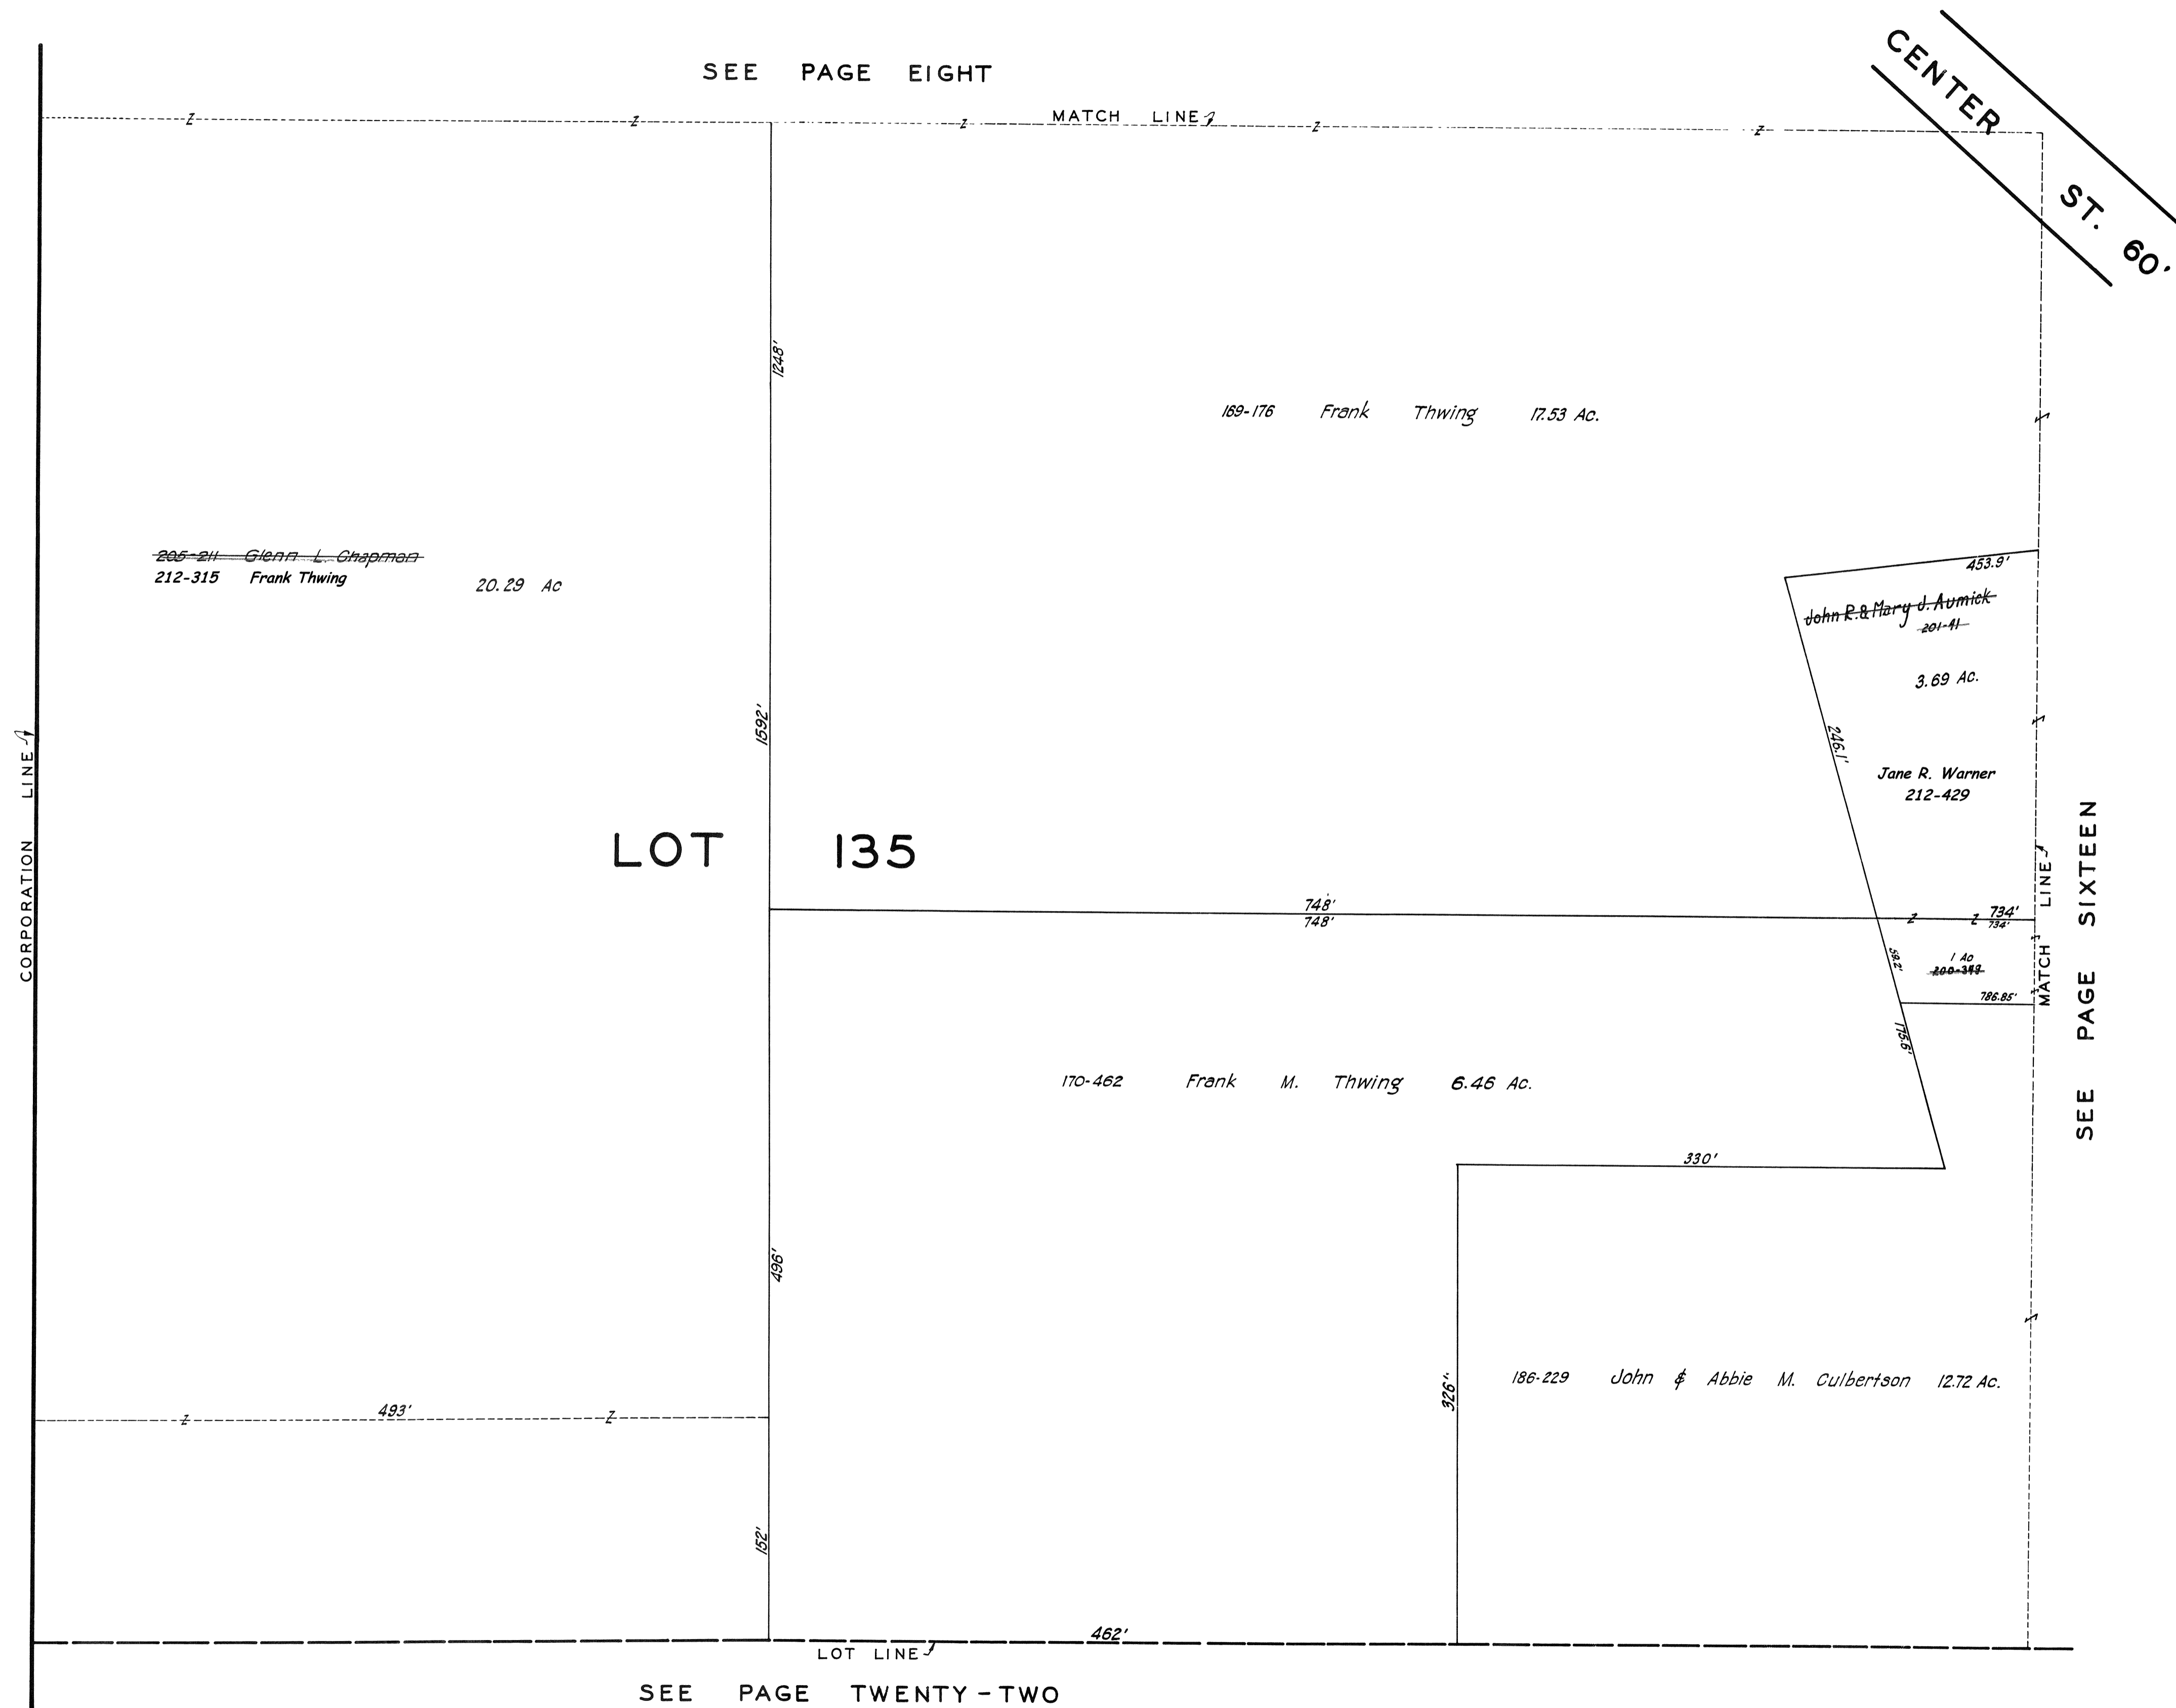 SEE PAGE EIGHT
CENTER ST. 60'
MATCH LINE
1248'
169-176 Frank Thwing 17.53 Ac.
205-211 Glenn L. Chapman
212-315 Frank Thwing 20.29 Ac
453.9'
John R. & Mary J. Aumick
201-41
3.69 Ac.
246.1'
1592'
Jane R. Warner
212-429
CORPORATION LINE
LOT 135
MATCH LINE
SEE PAGE SIXTEEN
748'
748'
734'
734'
59.2'
1 Ac
200-349
786.85'
175.6'
170-462 Frank M. Thwing 6.46 Ac.
330'
496'
326'
186-229 John & Abbie M. Culbertson 12.72 Ac.
493'
152'
462'
LOT LINE
SEE PAGE TWENTY-TWO